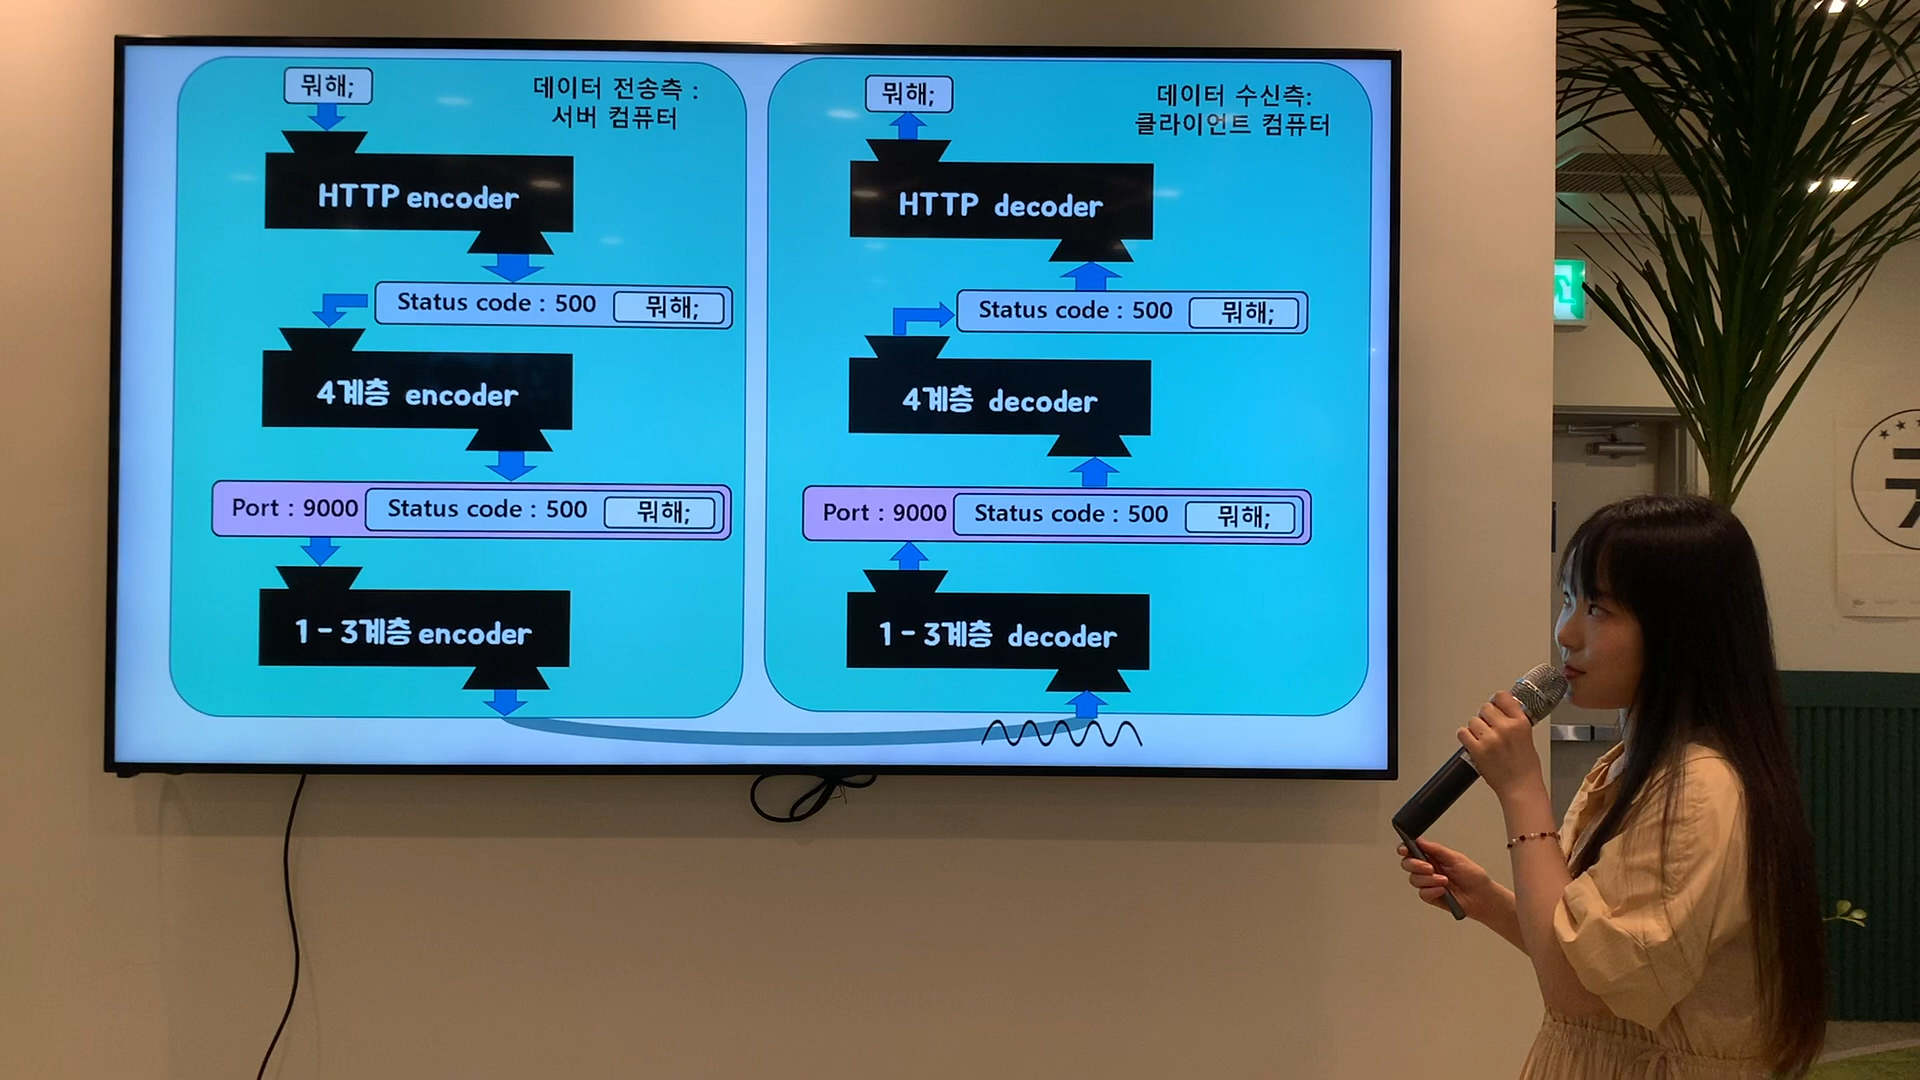 뭐해;
데이터 전송측 :
서버 컴퓨터
HTTP encoder
Status code : 500 뭐해;
4계층 encoder
Port : 9000 Status code : 500 뭐해;
1 - 3계층 encoder
뭐해;
데이터 수신측:
클라이언트 컴퓨터
HTTP decoder
Status code : 500 뭐해;
4계층 decoder
Port : 9000 Status code : 500 뭐해;
1 - 3계층 decoder